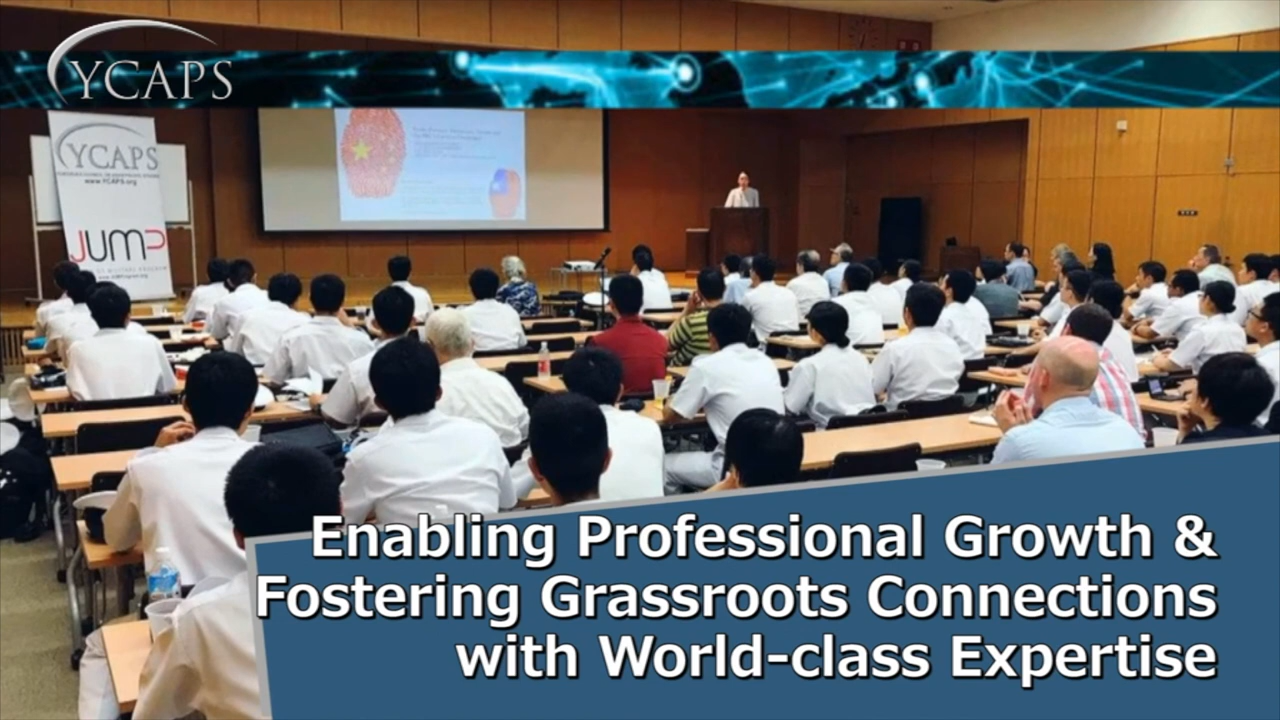 YCAPS
YCAPS
www.YCAPS.org
JUMP
Enabling Professional Growth &
Fostering Grassroots Connections
with World-class Expertise